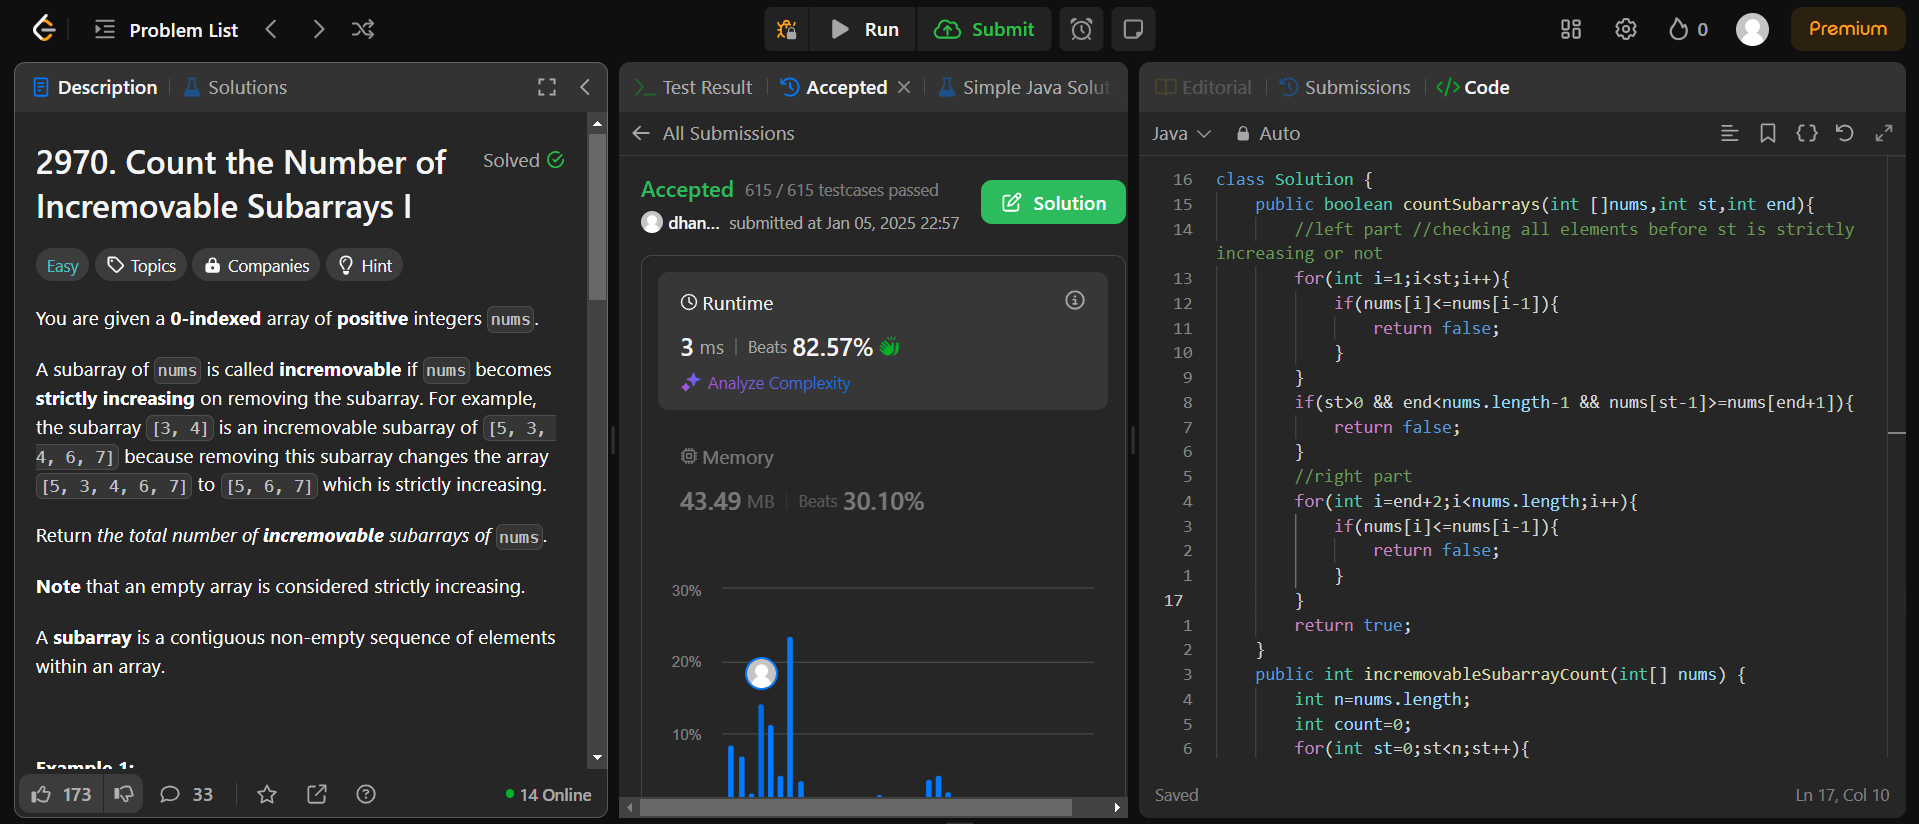 Problem List
Run
Submit
0
Premium
Description
Solutions
2970. Count the Number of
Incremovable Subarrays I
Solved
Easy
Topics
Companies
Hint
You are given a 0-indexed array of positive integers nums.
A subarray of nums is called incremovable if nums becomes
strictly increasing on removing the subarray. For example,
the subarray [3, 4] is an incremovable subarray of [5, 3,
4, 6, 7] because removing this subarray changes the array
[5, 3, 4, 6, 7] to [5, 6, 7] which is strictly increasing.
Return the total number of incremovable subarrays of nums.
Note that an empty array is considered strictly increasing.
A subarray is a contiguous non-empty sequence of elements
within an array.
Example 1:
173
33
14 Online
Test Result
Accepted
Simple Java Solut
All Submissions
Accepted 615 / 615 testcases passed
dhan... submitted at Jan 05, 2025 22:57
Solution
Runtime
3 ms Beats 82.57%
Analyze Complexity
Memory
43.49 MB Beats 30.10%
30%
20%
10%
Editorial
Submissions
</> Code
Java
Auto
16 class Solution {
15 public boolean countSubarrays(int []nums,int st,int end){
14 //left part //checking all elements before st is strictly
increasing or not
13 for(int i=1;i<st;i++){
12 if(nums[i]<=nums[i-1]){
11 return false;
10 }
9 }
8 if(st>0 && end<nums.length-1 && nums[st-1]>=nums[end+1]){
7 return false;
6 }
5 //right part
4 for(int i=end+2;i<nums.length;i++){
3 if(nums[i]<=nums[i-1]){
2 return false;
1 }
17 }
1 return true;
2 }
3 public int incremovableSubarrayCount(int[] nums) {
4 int n=nums.length;
5 int count=0;
6 for(int st=0;st<n;st++){
Saved
Ln 17, Col 10